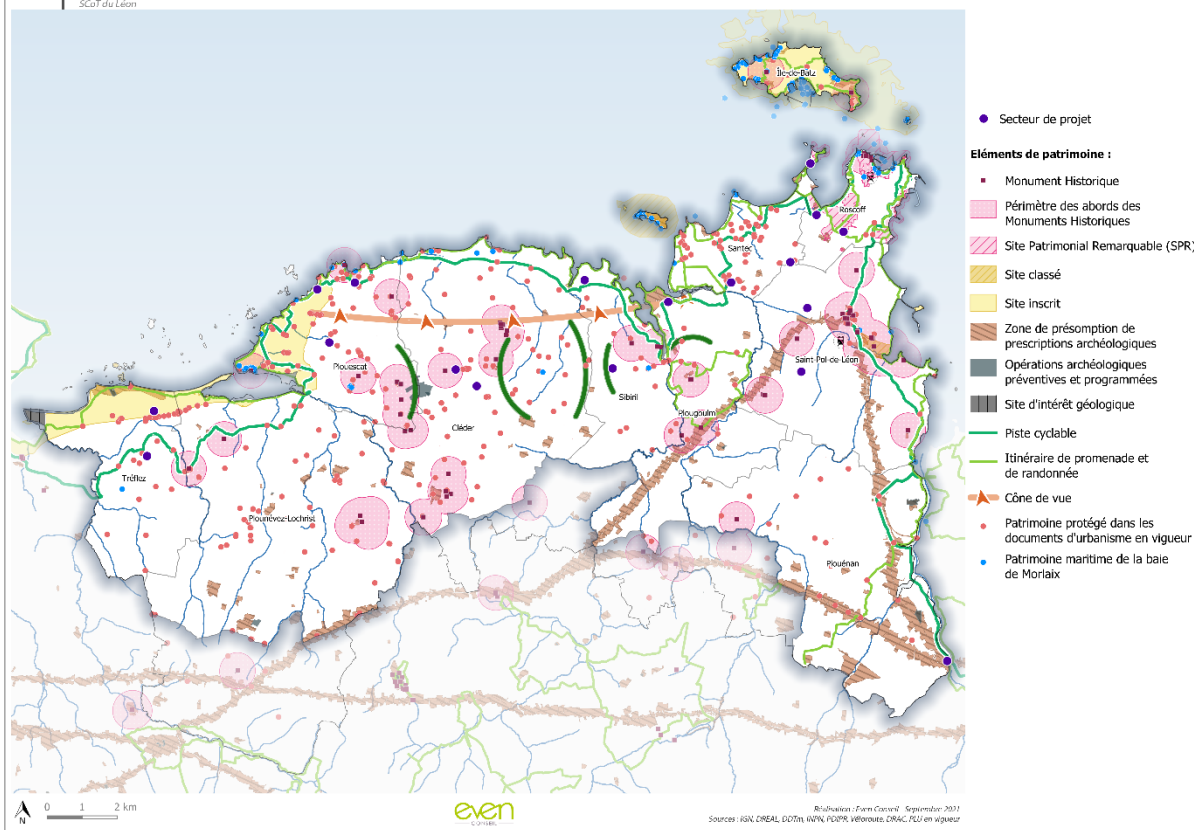 SCoT du Léon
Île-de-Batz
Roscoff
Santec
Saint-Pol-de-Léon
Plouescat
Sibiril
Cléder
Plougoulm
Tréflez
Plounévez-Lochrist
Plouénan
Secteur de projet
Eléments de patrimoine :
Monument Historique
Périmètre des abords des
Monuments Historiques
Site Patrimonial Remarquable (SPR)
Site classé
Site inscrit
Zone de présomption de
prescriptions archéologiques
Opérations archéologiques
préventives et programmées
Site d'intérêt géologique
Piste cyclable
Itinéraire de promenade et
de randonnée
Cône de vue
Patrimoine protégé dans les
documents d'urbanisme en vigueur
Patrimoine maritime de la baie
de Morlaix
N
0 1 2 km
even
CONSEIL
Réalisation : Even Conseil - Septembre 2021
Sources : IGN, DREAL, DDTm, INPN, PDIPR, Véloroute, DRAC, PLU en vigueur